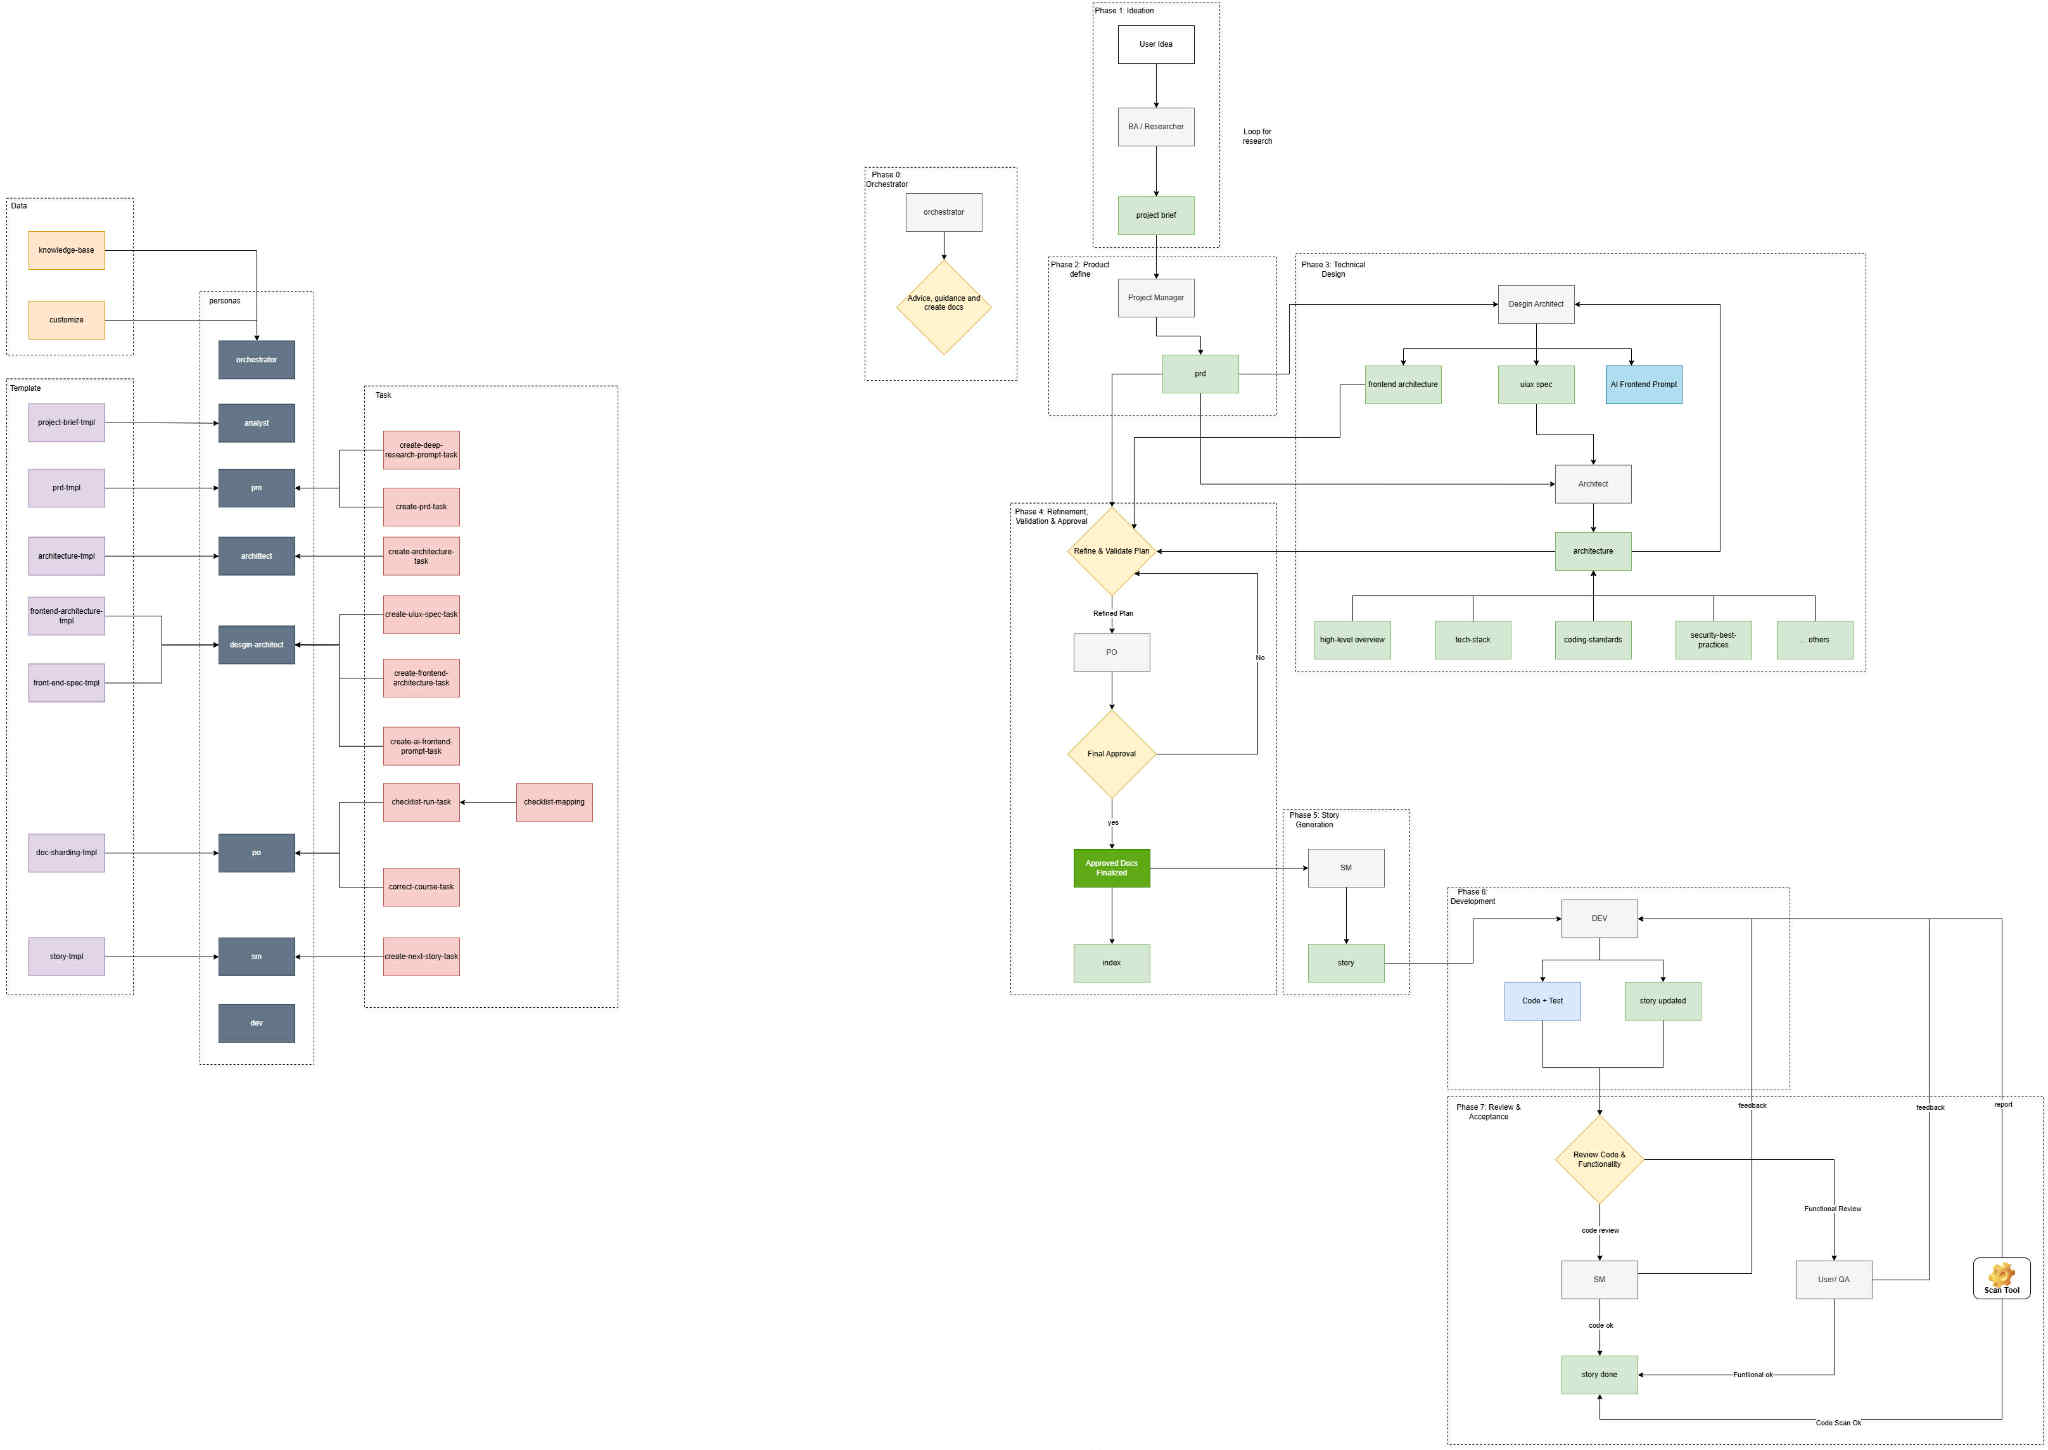 Data
knowledge-base
customize
Template
project-brief-tmpl
prd-tmpl
architecture-tmpl
frontend-architecture-
tmpl
front-end-spec-tmpl
doc-sharding-tmpl
story-tmpl
personas
orchestrator
analyst
pm
architect
desgin-architect
po
sm
dev
Task
create-deep-
research-prompt-task
create-prd-task
create-architecture-
task
create-uiux-spec-task
create-frontend-
architecture-task
create-ai-frontend-
prompt-task
checklist-run-task
checklist-mapping
correct-course-task
create-next-story-task
Phase 0:
Orchestrator
orchestrator
Advice, guidance and
create docs
Phase 1: Ideation
User Idea
BA / Researcher
project brief
Loop for
research
Phase 2: Product
define
Project Manager
prd
Phase 3: Technical
Design
Desgin Architect
frontend architecture
uiux spec
AI Frontend Prompt
Architect
architecture
high-level overview
tech-stack
coding-standards
security-best-
practices
... others
Phase 4: Refinement,
Validation & Approval
Refine & Validate Plan
Refined Plan
PO
No
Final Approval
yes
Approved Docs
Finalized
index
Phase 5: Story
Generation
SM
story
Phase 6:
Development
DEV
Code + Test
story updated
Phase 7: Review &
Acceptance
feedback
feedback
report
Review Code &
Functionality
Functional Review
code review
SM
User/ QA
Scan Tool
code ok
story done
Funtional ok
Code Scan Ok